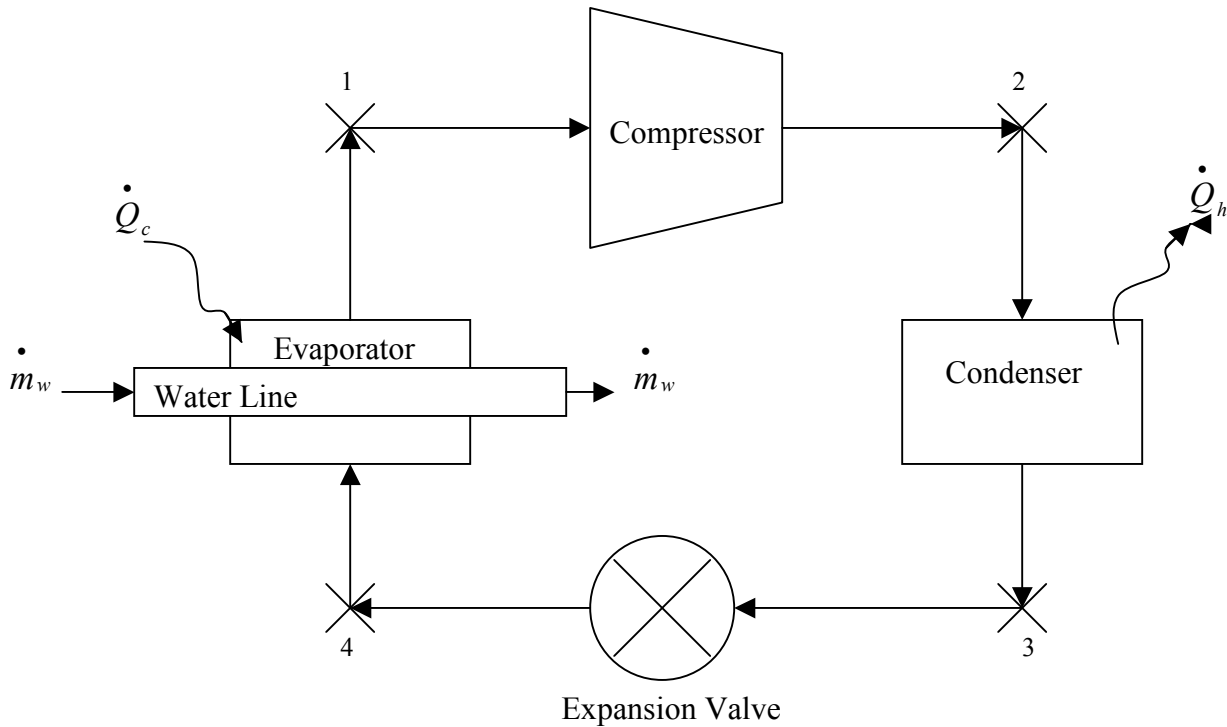 1
2
Compressor
Q̇c
Q̇h
Evaporator
ṁw
Water Line
ṁw
Condenser
4
3
Expansion Valve